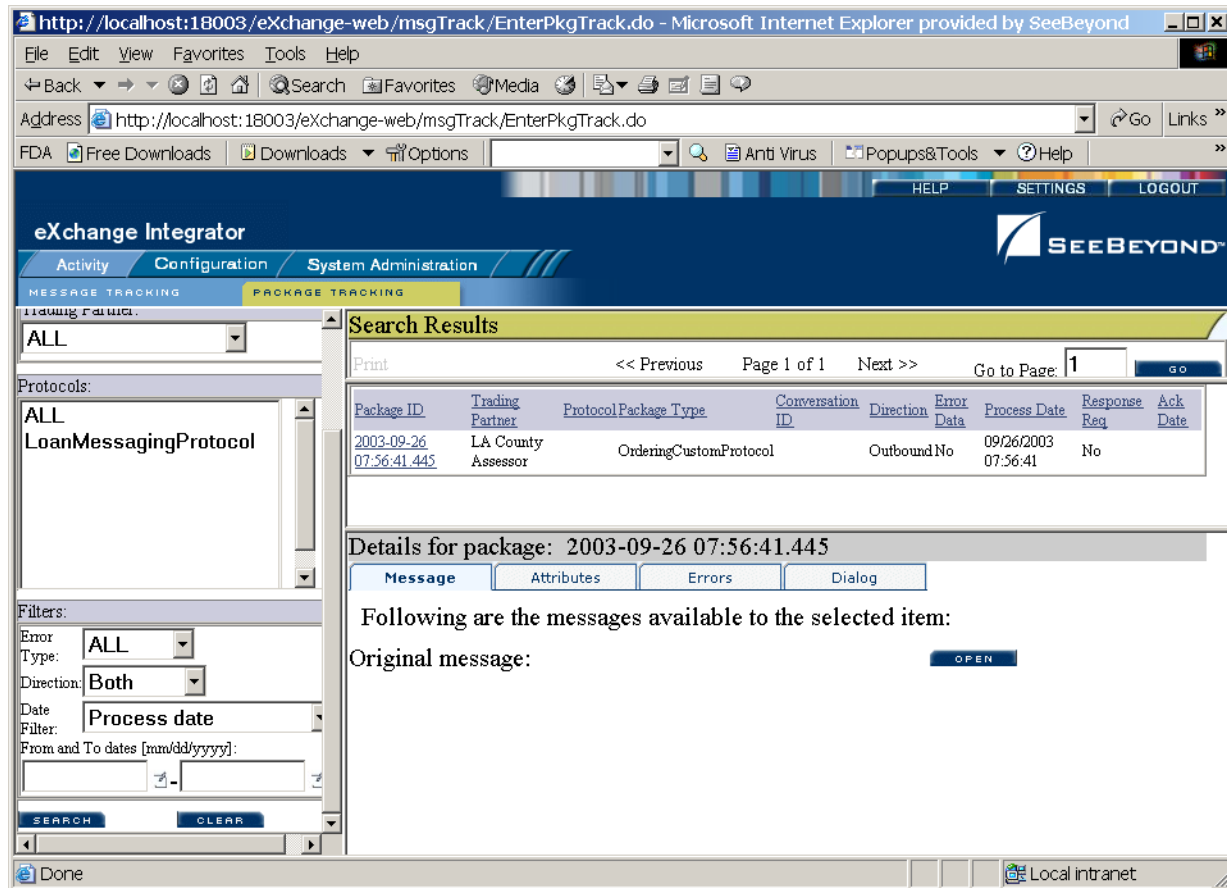 http://localhost:18003/eXchange-web/msgTrack/EnterPkgTrack.do - Microsoft Internet Explorer provided by SeeBeyond
File Edit View Favorites Tools Help
Back Search Favorites Media
Address http://localhost:18003/eXchange-web/msgTrack/EnterPkgTrack.do Go Links »
FDA Free Downloads Downloads Options Anti Virus Popups&Tools Help »
HELP SETTINGS LOGOUT
eXchange Integrator
SEEBEYOND™
Activity Configuration System Administration
MESSAGE TRACKING PACKAGE TRACKING
Trading Partner:
ALL
Protocols:
ALL
LoanMessagingProtocol
Filters:
Error Type: ALL
Direction: Both
Date Filter: Process date
From and To dates [mm/dd/yyyy]:
-
SEARCH CLEAR
Search Results
Print << Previous Page 1 of 1 Next >> Go to Page: 1 GO
Package ID Trading Partner Protocol Package Type Conversation ID Direction Error Data Process Date Response Req Ack Date
2003-09-26 07:56:41.445 LA County Assessor OrderingCustomProtocol Outbound No 09/26/2003 07:56:41 No
Details for package: 2003-09-26 07:56:41.445
Message Attributes Errors Dialog
Following are the messages available to the selected item:
Original message: OPEN
Done Local intranet